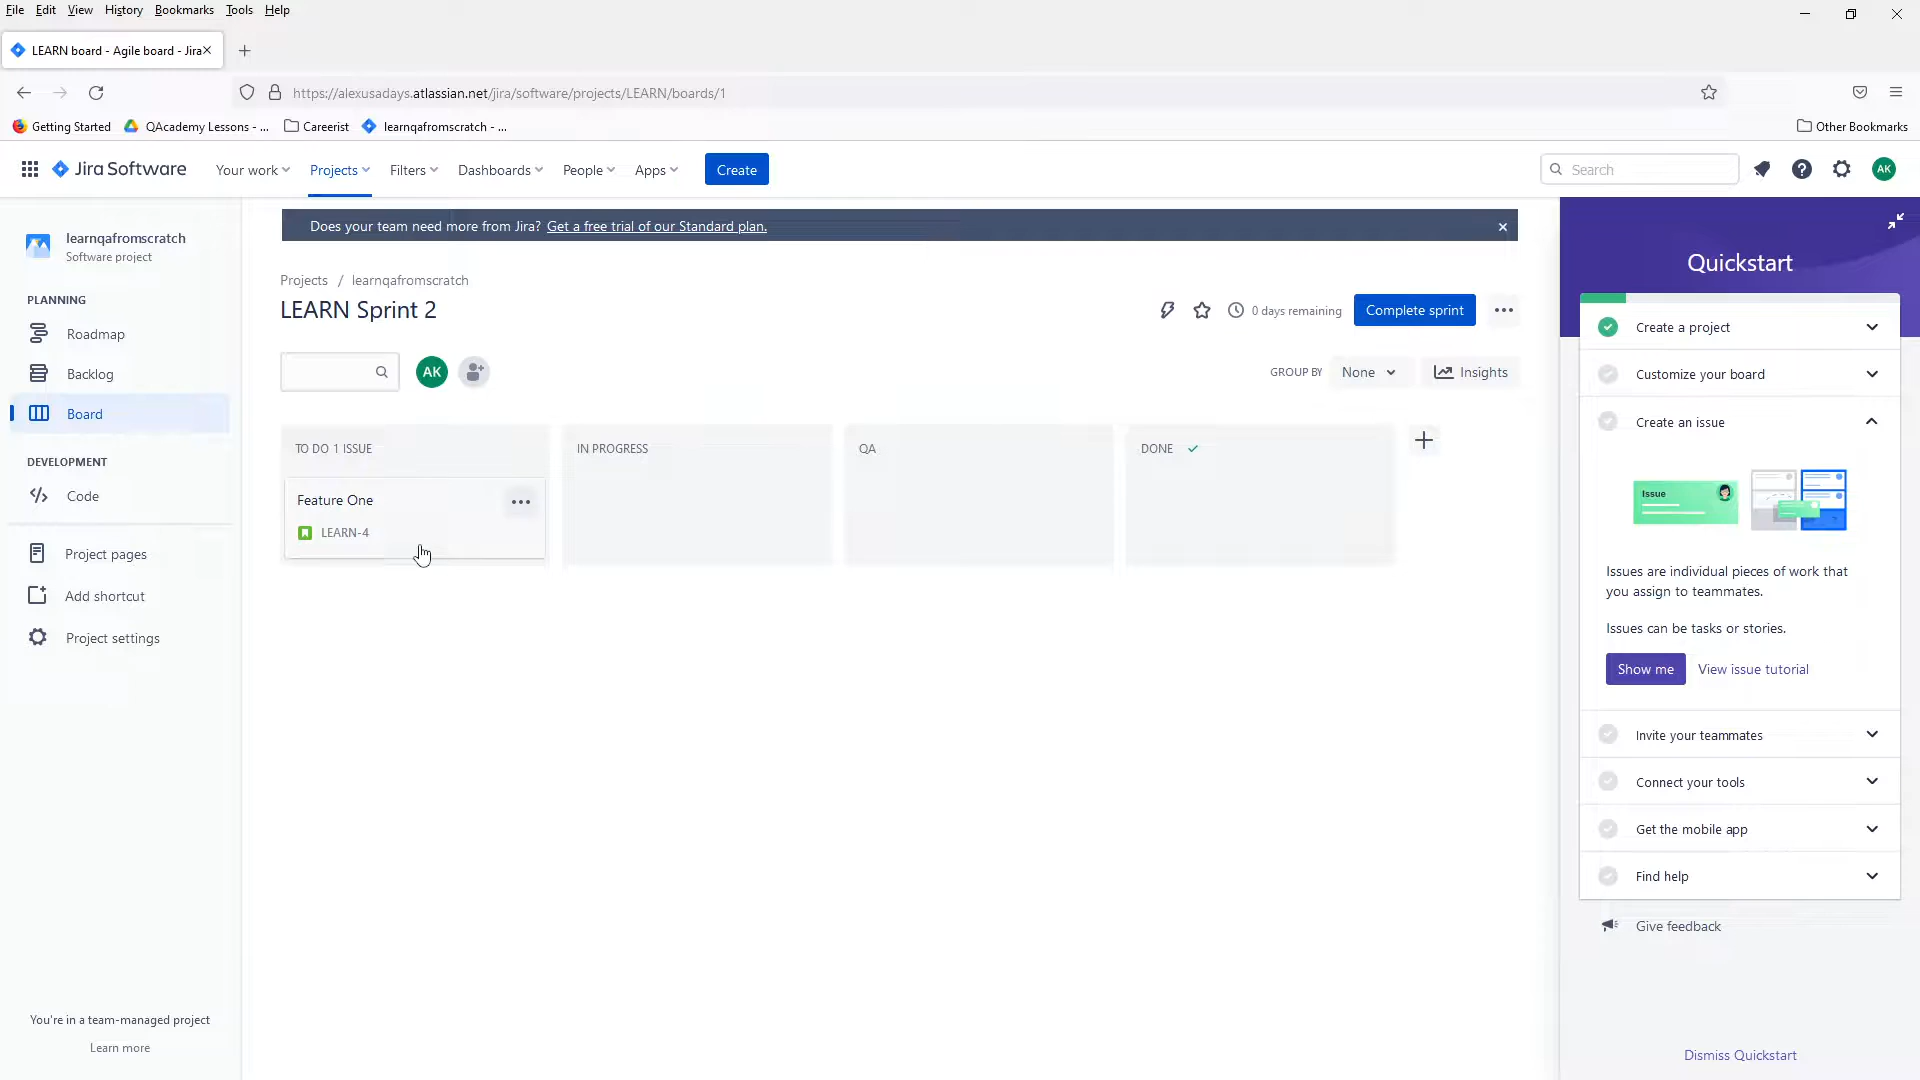 File Edit View History Bookmarks Tools Help
LEARN board - Agile board - Jira
https://alexusadays.atlassian.net/jira/software/projects/LEARN/boards/1
Getting Started QAcademy Lessons - ... Careerist learnqafromscratch - ... Other Bookmarks
Jira Software Your work Projects Filters Dashboards People Apps Create Search AK
learnqafromscratch
Software project
PLANNING
Roadmap
Backlog
Board
DEVELOPMENT
Code
Project pages
Add shortcut
Project settings
You're in a team-managed project
Learn more
Does your team need more from Jira? Get a free trial of our Standard plan.
Projects / learnqafromscratch
LEARN Sprint 2
0 days remaining Complete sprint
AK GROUP BY None Insights
TO DO 1 ISSUE IN PROGRESS QA DONE
Feature One
LEARN-4
Quickstart
Create a project
Customize your board
Create an issue
Issue
Issues are individual pieces of work that
you assign to teammates.
Issues can be tasks or stories.
Show me View issue tutorial
Invite your teammates
Connect your tools
Get the mobile app
Find help
Give feedback
Dismiss Quickstart